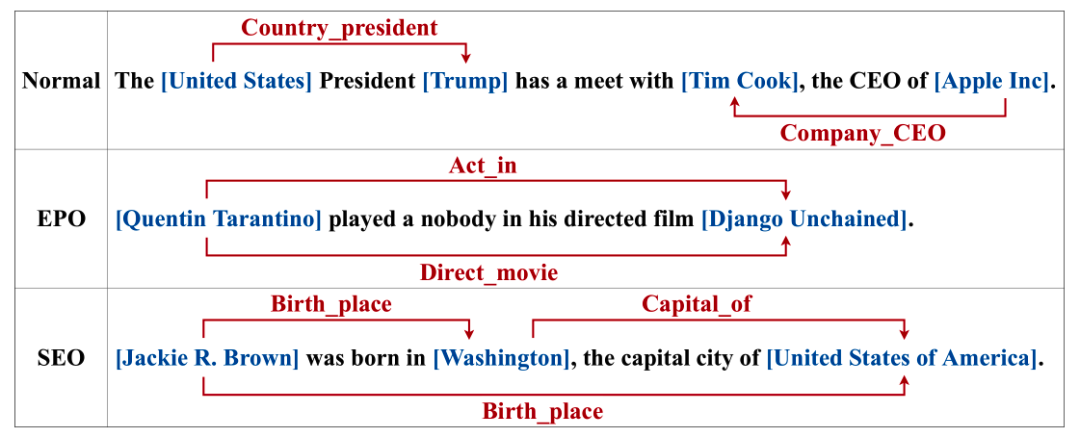 Country_president
Normal The [United States] President [Trump] has a meet with [Tim Cook], the CEO of [Apple Inc].
Company_CEO
Act_in
EPO [Quentin Tarantino] played a nobody in his directed film [Django Unchained].
Direct_movie
Birth_place Capital_of
SEO [Jackie R. Brown] was born in [Washington], the capital city of [United States of America].
Birth_place